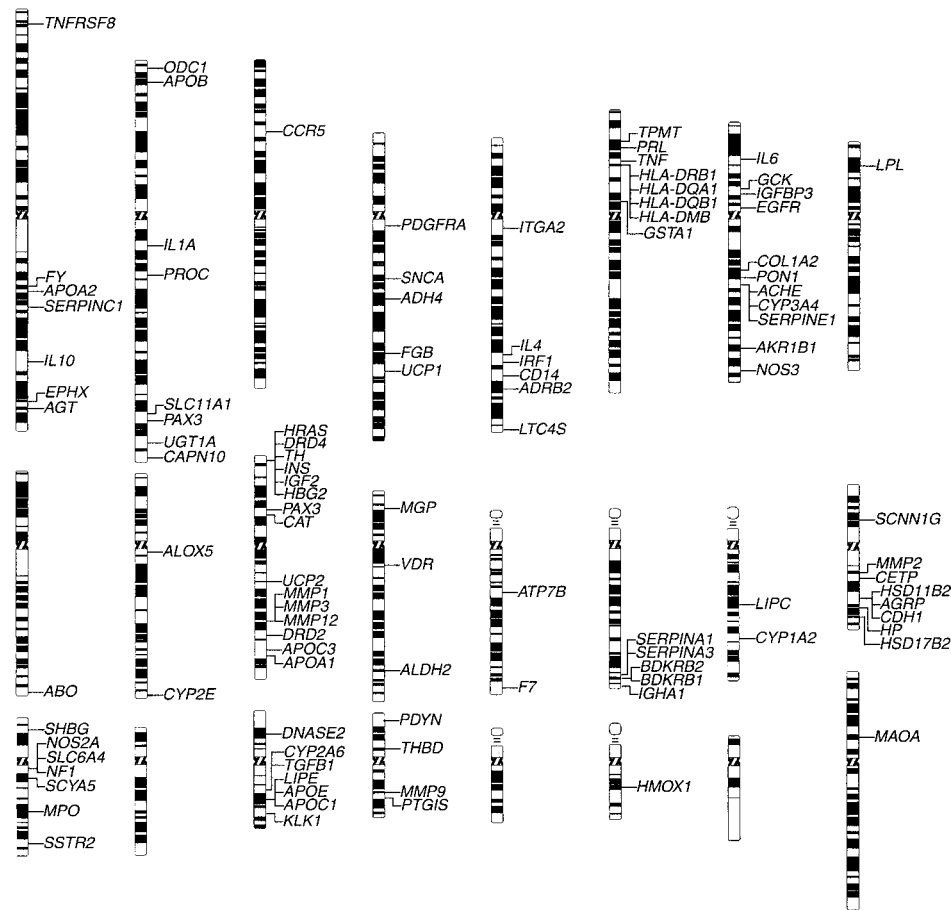 TNFRSF8
FY
APOA2
SERPINC1
IL10
EPHX
AGT
ODC1
APOB
IL1A
PROC
SLC11A1
PAX3
UGT1A
CAPN10
CCR5
PDGFRA
SNCA
ADH4
FGB
UCP1
ITGA2
IL4
IRF1
CD14
ADRB2
LTC4S
TPMT
PRL
TNF
HLA-DRB1
HLA-DQA1
HLA-DQB1
HLA-DMB
GSTA1
IL6
GCK
IGFBP3
EGFR
COL1A2
PON1
ACHE
CYP3A4
SERPINE1
AKR1B1
NOS3
LPL
ABO
ALOX5
CYP2E
HRAS
DRD4
TH
INS
IGF2
HBG2
PAX3
CAT
UCP2
MMP1
MMP3
MMP12
DRD2
APOC3
APOA1
MGP
VDR
ALDH2
ATP7B
F7
SERPINA1
SERPINA3
BDKRB2
BDKRB1
IGHA1
LIPC
CYP1A2
SCNN1G
MMP2
CETP
HSD11B2
AGRP
CDH1
HP
HSD17B2
SHBG
NOS2A
SLC6A4
NF1
SCYA5
MPO
SSTR2
DNASE2
CYP2A6
TGFB1
LIPE
APOE
APOC1
KLK1
PDYN
THBD
MMP9
PTGIS
HMOX1
MAOA